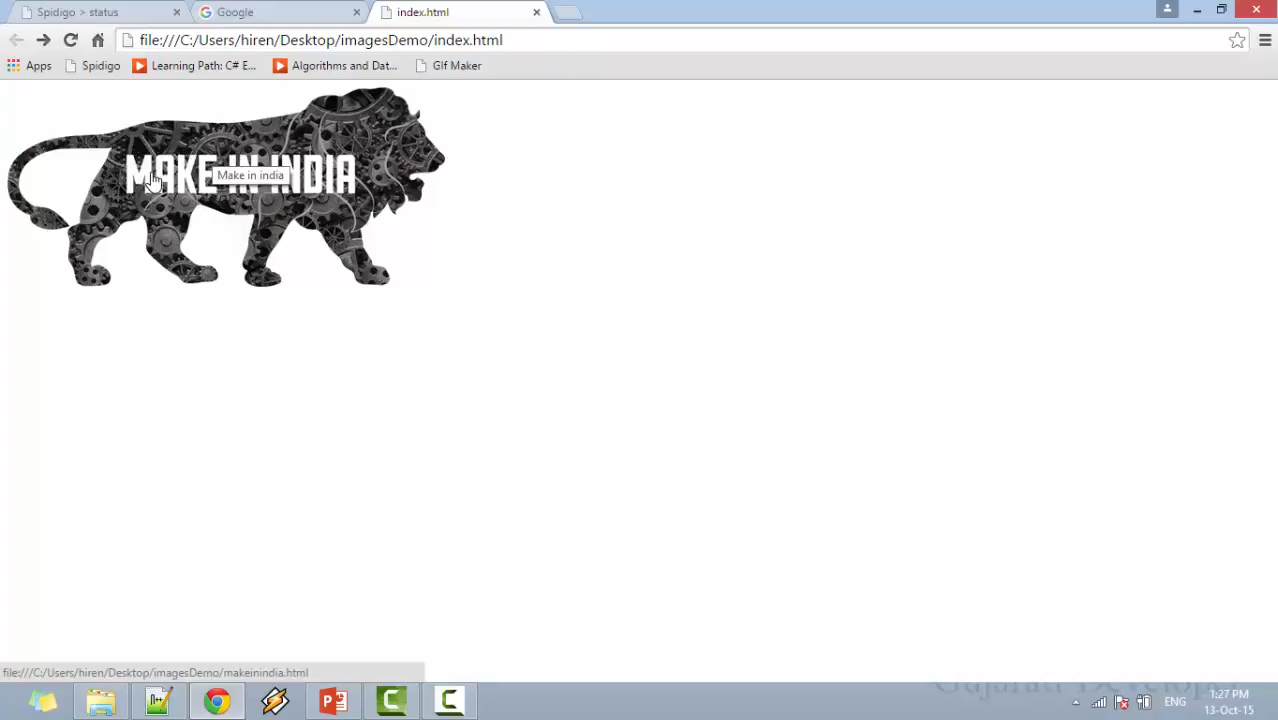 Spidigo > status
Google
index.html
file:///C:/Users/hiren/Desktop/imagesDemo/index.html
Apps
Spidigo
Learning Path: C# E...
Algorithms and Dat...
GIf Maker
MAKE IN INDIA
Make in india
file:///C:/Users/hiren/Desktop/imagesDemo/makeinindia.html
Gujarati Developer
ENG
1:27 PM
13-Oct-15